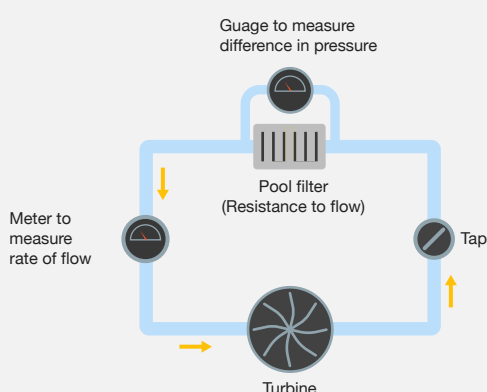 Guage to measure
difference in pressure
Pool filter
(Resistance to flow)
Meter to
measure
rate of flow
Tap
Turbine